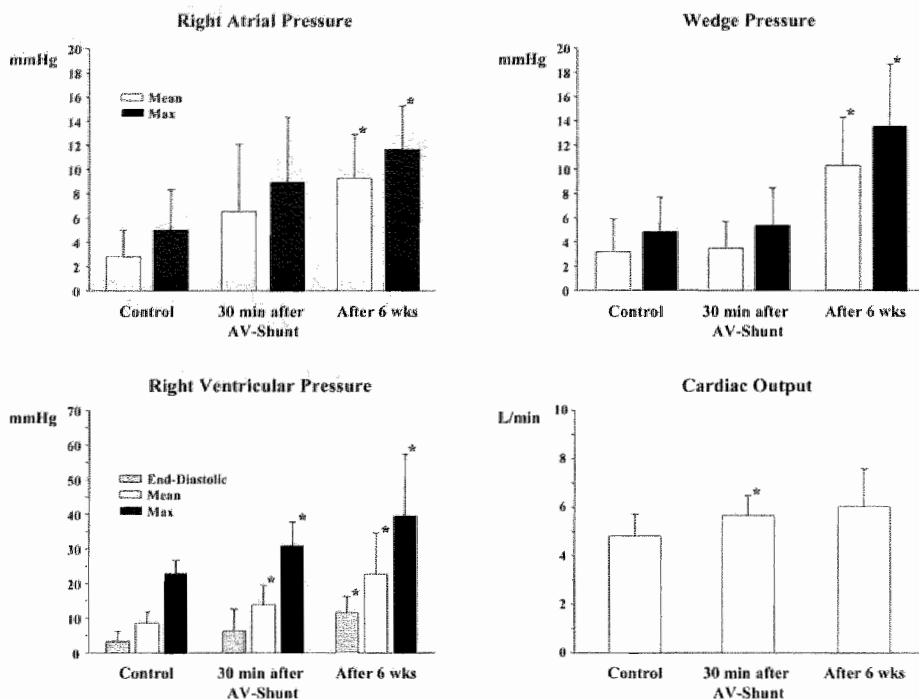 Right Atrial Pressure
mmHg
20
18
16
14
12
10
8
6
4
2
0
Mean
Max
*
*
Control
30 min after
AV-Shunt
After 6 wks
Wedge Pressure
mmHg
20
18
16
14
12
10
8
6
4
2
0
*
*
Control
30 min after
AV-Shunt
After 6 wks
Right Ventricular Pressure
mmHg
70
60
50
40
30
20
10
0
End-Diastolic
Mean
Max
*
*
*
*
*
Control
30 min after
AV-Shunt
After 6 wks
Cardiac Output
L/min
10
8
6
4
2
0
*
Control
30 min after
AV-Shunt
After 6 wks